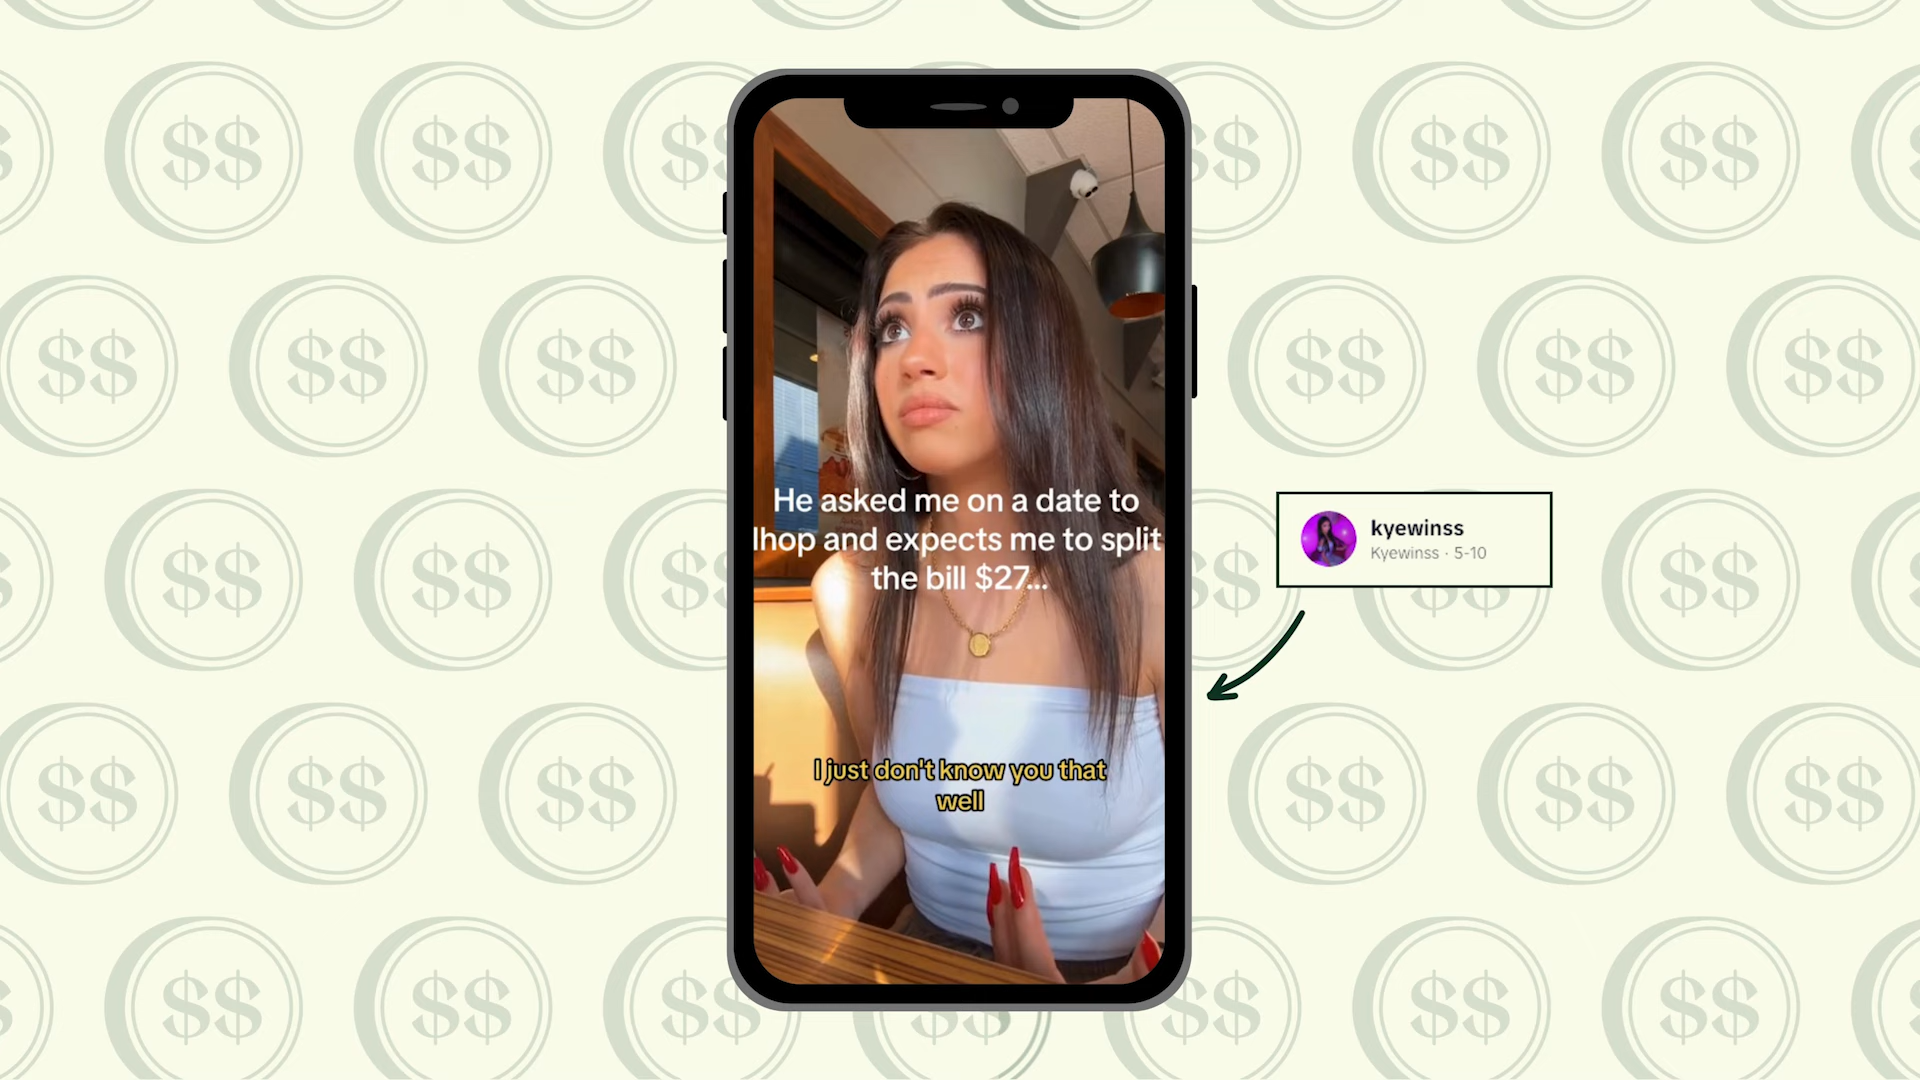 He asked me on a date to
Ihop and expects me to split
the bill $27...
I just don't know you that
well
kyewinss
Kyewinss · 5-10